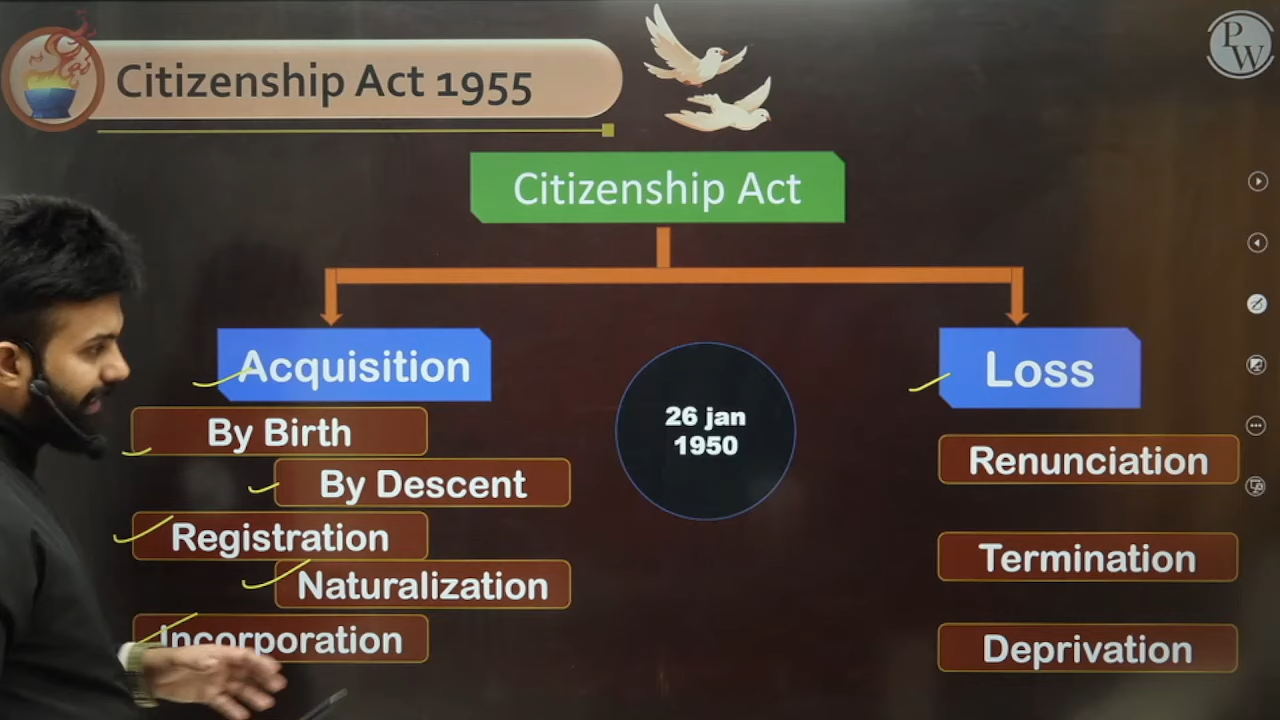 Citizenship Act 1955
PW
Citizenship Act
Acquisition
Loss
By Birth
By Descent
Registration
Naturalization
Incorporation
26 jan
1950
Renunciation
Termination
Deprivation